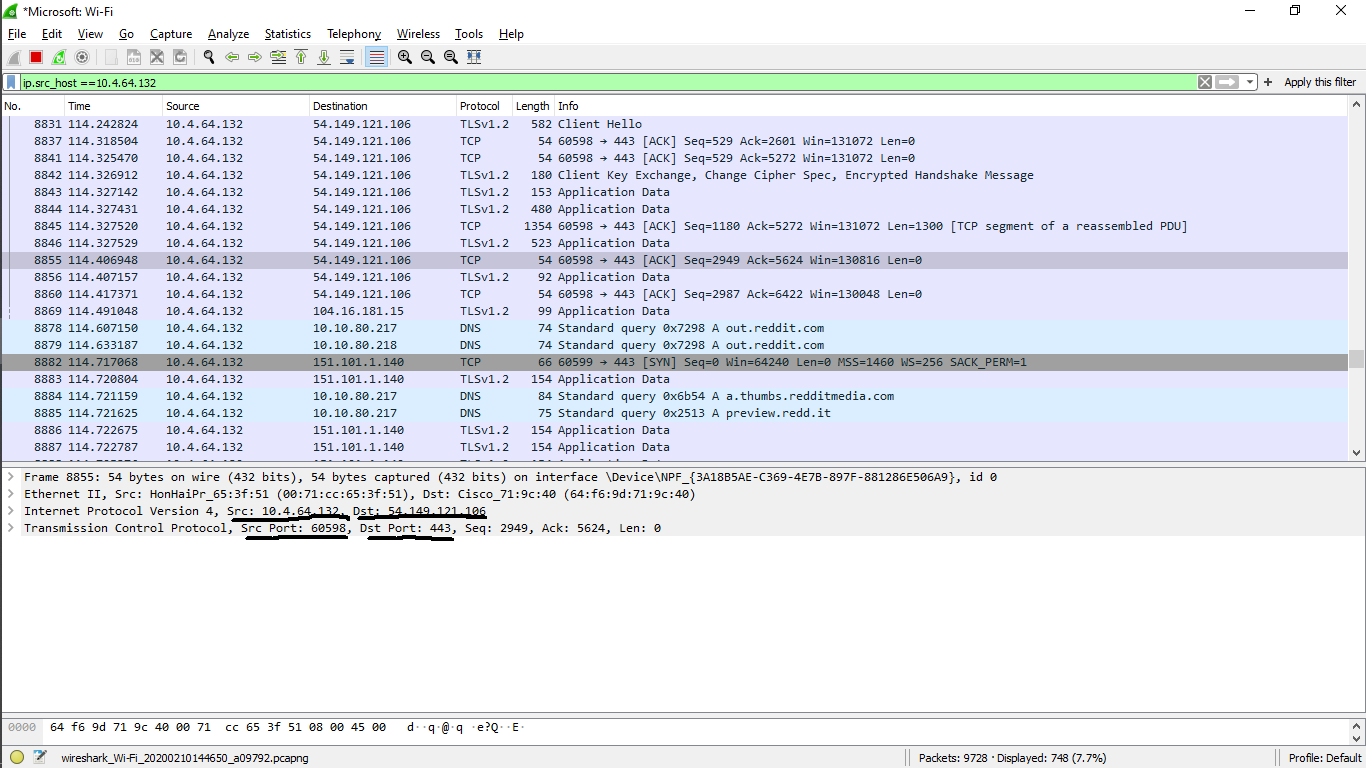 *Microsoft: Wi-Fi
File Edit View Go Capture Analyze Statistics Telephony Wireless Tools Help
ip.src_host ==10.4.64.132 Apply this filter
No. Time Source Destination Protocol Length Info
8831 114.242824 10.4.64.132 54.149.121.106 TLSv1.2 582 Client Hello
8837 114.318504 10.4.64.132 54.149.121.106 TCP 54 60598 → 443 [ACK] Seq=529 Ack=2601 Win=131072 Len=0
8841 114.325470 10.4.64.132 54.149.121.106 TCP 54 60598 → 443 [ACK] Seq=529 Ack=5272 Win=131072 Len=0
8842 114.326912 10.4.64.132 54.149.121.106 TLSv1.2 180 Client Key Exchange, Change Cipher Spec, Encrypted Handshake Message
8843 114.327142 10.4.64.132 54.149.121.106 TLSv1.2 153 Application Data
8844 114.327431 10.4.64.132 54.149.121.106 TLSv1.2 480 Application Data
8845 114.327520 10.4.64.132 54.149.121.106 TCP 1354 60598 → 443 [ACK] Seq=1180 Ack=5272 Win=131072 Len=1300 [TCP segment of a reassembled PDU]
8846 114.327529 10.4.64.132 54.149.121.106 TLSv1.2 523 Application Data
8855 114.406948 10.4.64.132 54.149.121.106 TCP 54 60598 → 443 [ACK] Seq=2949 Ack=5624 Win=130816 Len=0
8856 114.407157 10.4.64.132 54.149.121.106 TLSv1.2 92 Application Data
8860 114.417371 10.4.64.132 54.149.121.106 TCP 54 60598 → 443 [ACK] Seq=2987 Ack=6422 Win=130048 Len=0
8869 114.491048 10.4.64.132 104.16.181.15 TLSv1.2 99 Application Data
8878 114.607150 10.4.64.132 10.10.80.217 DNS 74 Standard query 0x7298 A out.reddit.com
8879 114.633187 10.4.64.132 10.10.80.218 DNS 74 Standard query 0x7298 A out.reddit.com
8882 114.717068 10.4.64.132 151.101.1.140 TCP 66 60599 → 443 [SYN] Seq=0 Win=64240 Len=0 MSS=1460 WS=256 SACK_PERM=1
8883 114.720804 10.4.64.132 151.101.1.140 TLSv1.2 154 Application Data
8884 114.721159 10.4.64.132 10.10.80.217 DNS 84 Standard query 0x6b54 A a.thumbs.redditmedia.com
8885 114.721625 10.4.64.132 10.10.80.217 DNS 75 Standard query 0x2513 A preview.redd.it
8886 114.722675 10.4.64.132 151.101.1.140 TLSv1.2 154 Application Data
8887 114.722787 10.4.64.132 151.101.1.140 TLSv1.2 154 Application Data
Frame 8855: 54 bytes on wire (432 bits), 54 bytes captured (432 bits) on interface \Device\NPF_{3A18B5AE-C369-4E7B-897F-881286E506A9}, id 0
Ethernet II, Src: HonHaiPr_65:3f:51 (00:71:cc:65:3f:51), Dst: Cisco_71:9c:40 (64:f6:9d:71:9c:40)
Internet Protocol Version 4, Src: 10.4.64.132, Dst: 54.149.121.106
Transmission Control Protocol, Src Port: 60598, Dst Port: 443, Seq: 2949, Ack: 5624, Len: 0
0000 64 f6 9d 71 9c 40 00 71 cc 65 3f 51 08 00 45 00 d··q·@·q ·e?Q··E·
wireshark_Wi-Fi_20200210144650_a09792.pcapng Packets: 9728 · Displayed: 748 (7.7%) Profile: Default